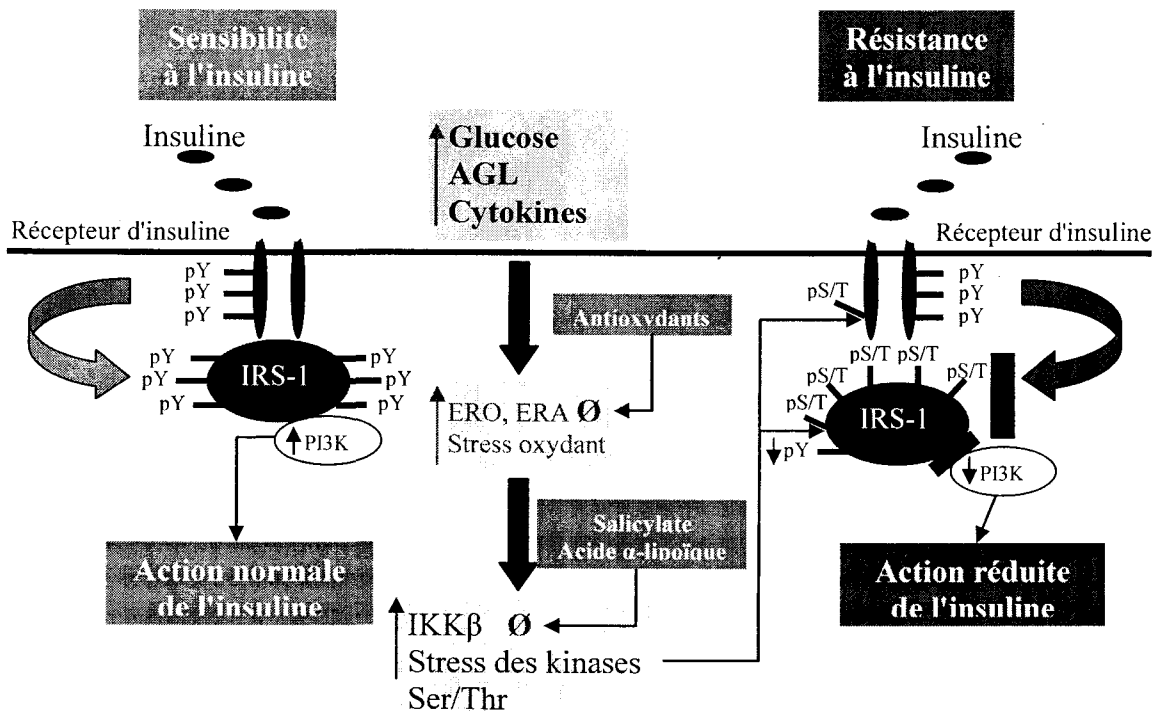 Sensibilité
à l'insuline
Résistance
à l'insuline
Insuline
Glucose
AGL
Cytokines
Insuline
Récepteur d'insuline
Récepteur d'insuline
pY
pY
pY
pY
pY
pY
IRS-1
pY
pY
pY
PI3K
Action normale
de l'insuline
Antioxydants
ERO, ERA Ø
Stress oxydant
Salicylate
Acide α-linoïque
IKKβ Ø
Stress des kinases
Ser/Thr
pS/T
pY
pY
pY
pS/T
pS/T
pS/T
pS/T
pS/T
pY
IRS-1
PI3K
Action réduite
de l'insuline